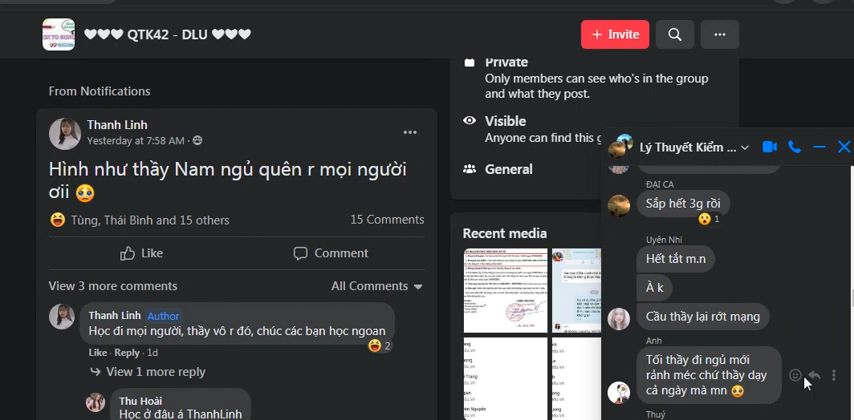 QTK42 - DLU
+ Invite
From Notifications
Thanh Linh
Yesterday at 7:58 AM ·
Hình như thầy Nam ngủ quên r mọi người
ơii 🥺
Tùng, Thái Bình and 15 others
15 Comments
Like
Comment
View 3 more comments
All Comments
Thanh Linh Author
Học đi mọi người, thầy vô r đó, chúc các bạn học ngoan
2
Like · Reply · 1d
View 1 more reply
Thu Hoài
Học ở đâu á ThanhLinh
Private
Only members can see who's in the group
and what they post.
Visible
Anyone can find this g
General
Recent media
Lý Thuyết Kiểm ...
ĐẠI CA
Sắp hết 3g rồi
1
Uyên Nhi
Hết tắt m.n
À k
Cầu thầy lại rớt mạng
Anh
Tối thầy đi ngủ mới
rảnh méc chứ thầy dạy
cả ngày mà mn 🥺
Thuý